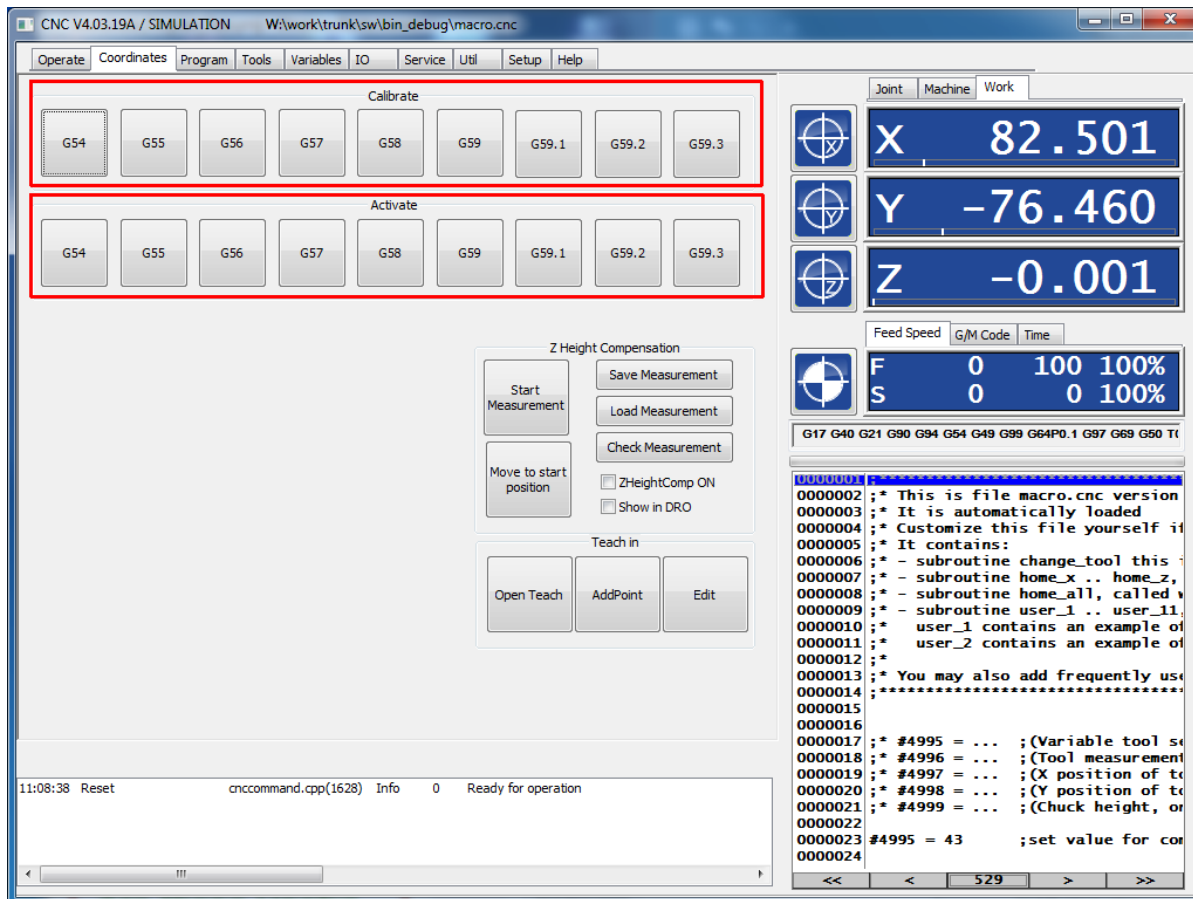 CNC V4.03.19A / SIMULATION W:\work\trunk\sw\bin_debug\macro.cnc
Operate Coordinates Program Tools Variables IO Service Util Setup Help
Calibrate
G54 G55 G56 G57 G58 G59 G59.1 G59.2 G59.3
Activate
G54 G55 G56 G57 G58 G59 G59.1 G59.2 G59.3
Z Height Compensation
Start Measurement
Save Measurement
Load Measurement
Check Measurement
Move to start position
ZHeightComp ON
Show in DRO
Teach in
Open Teach AddPoint Edit
11:08:38 Reset cnccommand.cpp(1628) Info 0 Ready for operation
Joint Machine Work
X 82.501
Y -76.460
Z -0.001
Feed Speed G/M Code Time
F 0 100 100%
S 0 0 100%
G17 G40 G21 G90 G94 G54 G49 G99 G64P0.1 G97 G69 G50
0000001 ;***********************************
0000002 ;* This is file macro.cnc version
0000003 ;* It is automatically loaded
0000004 ;* Customize this file yourself
0000005 ;* It contains:
0000006 ;* - subroutine change_tool this
0000007 ;* - subroutine home_x .. home_z,
0000008 ;* - subroutine home_all, called
0000009 ;* - subroutine user_1 .. user_11,
0000010 ;* user_1 contains an example of
0000011 ;* user_2 contains an example of
0000012 ;*
0000013 ;* You may also add frequently
0000014 ;***********************************
0000015
0000016
0000017 ;* #4995 = ... ;(Variable tool
0000018 ;* #4996 = ... ;(Tool measurement
0000019 ;* #4997 = ... ;(X position of
0000020 ;* #4998 = ... ;(Y position of
0000021 ;* #4999 = ... ;(Chuck height,
0000022
0000023 #4995 = 43 ;set value for
0000024
<< < 529 > >>